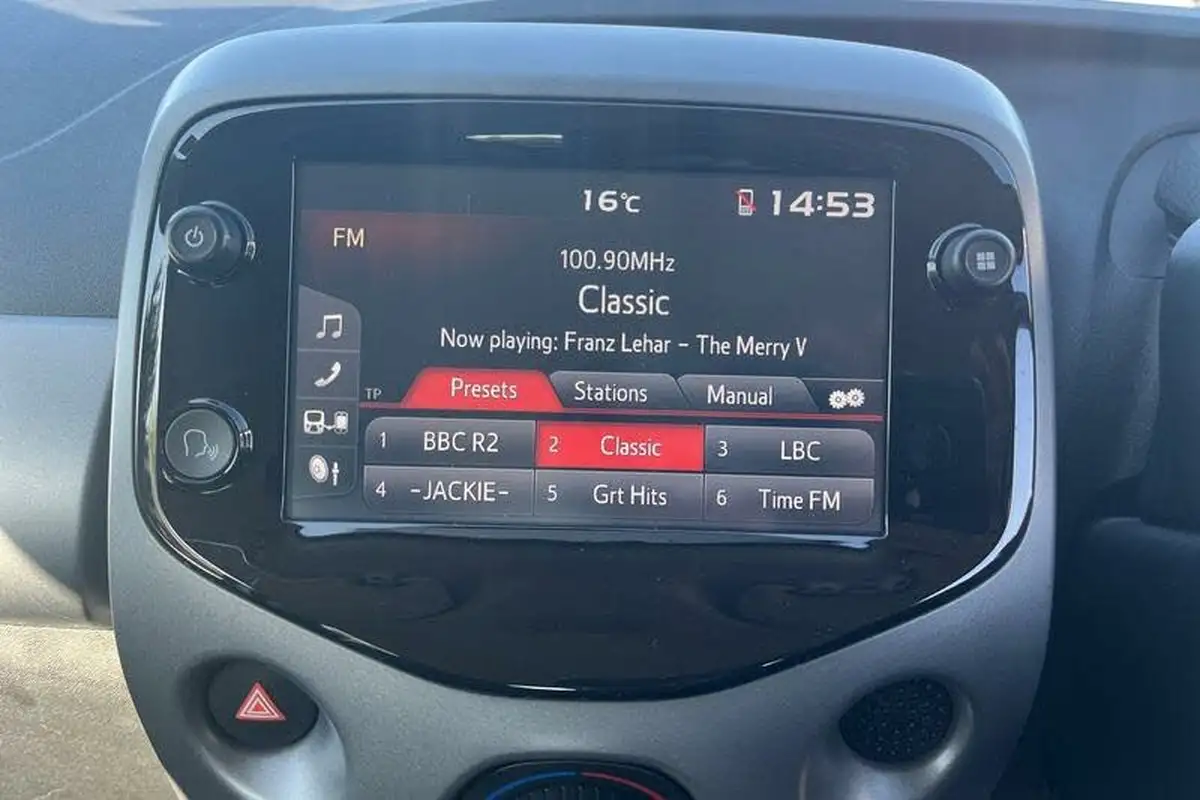 16°C
14:53
FM
100.90MHz
Classic
Now playing: Franz Lehar - The Merry V
TP
Presets
Stations
Manual
1 BBC R2
2 Classic
3 LBC
4 -JACKIE-
5 Grt Hits
6 Time FM